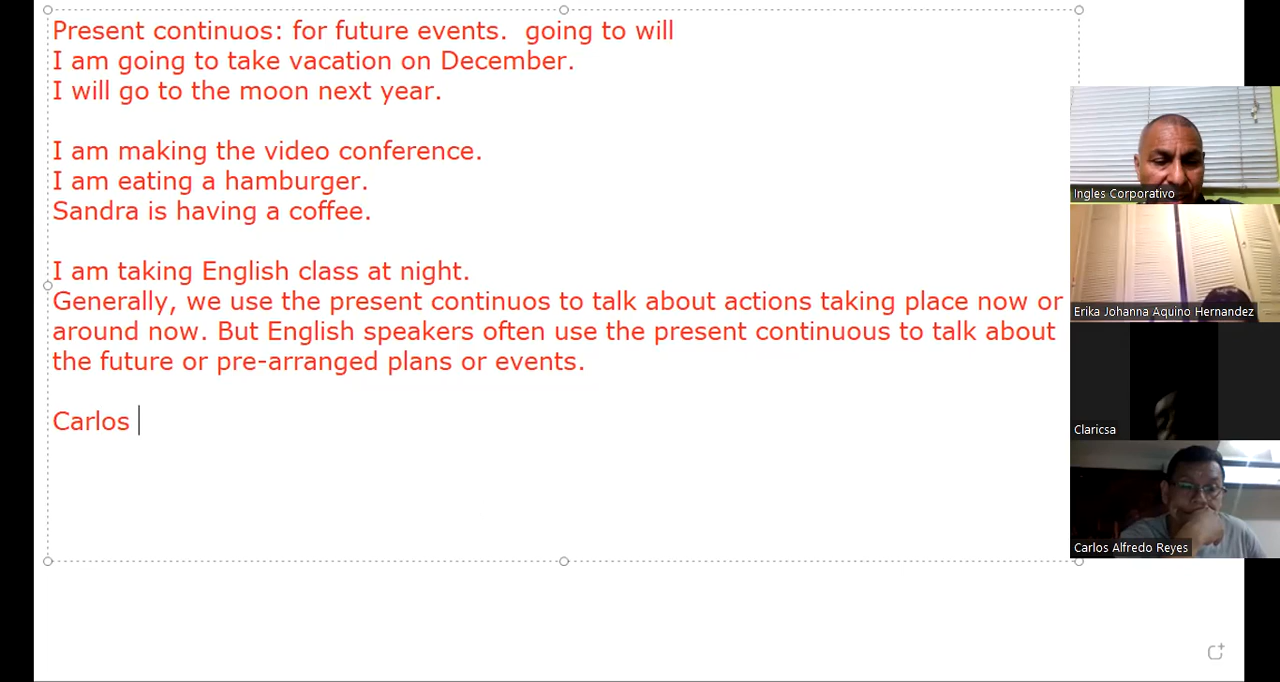 Present continuos: for future events.  going to will
I am going to take vacation on December.
I will go to the moon next year.
I am making the video conference.
I am eating a hamburger.
Sandra is having a coffee.
I am taking English class at night.
Generally, we use the present continuos to talk about actions taking place now or
around now. But English speakers often use the present continuous to talk about
the future or pre-arranged plans or events.
Carlos
Ingles Corporativo
Erika Johanna Aquino Hernandez
Claricsa
Carlos Alfredo Reyes